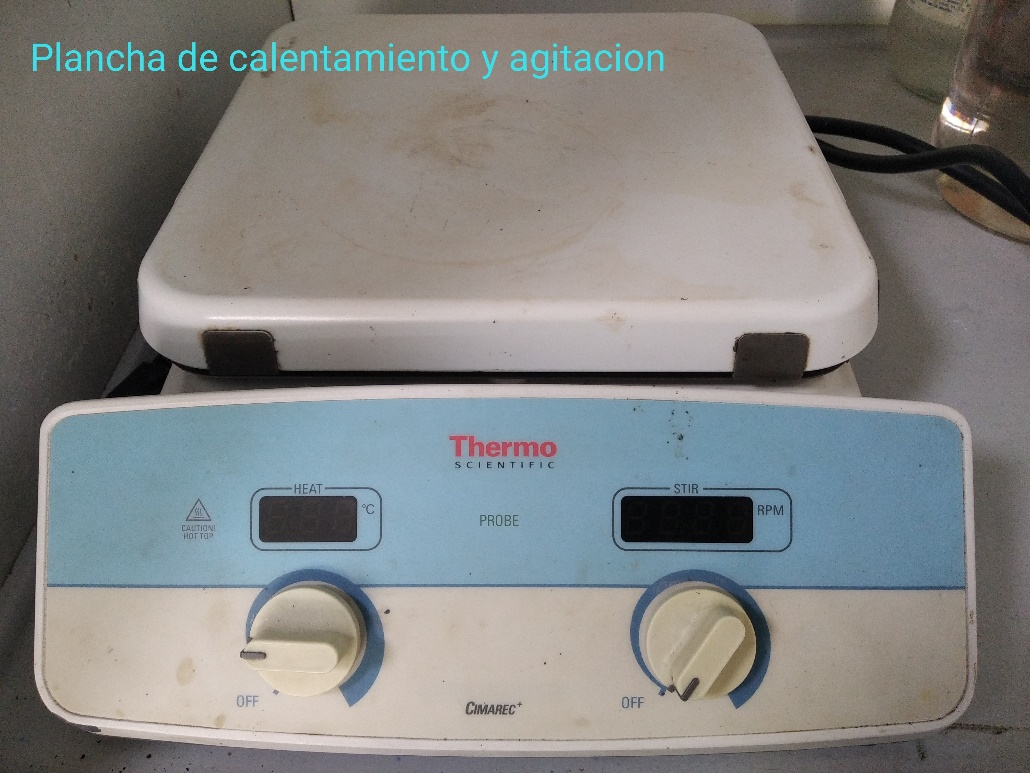 Plancha de calentamiento y agitacion
Thermo
SCIENTIFIC
HEAT
°C
CAUTION!
HOT TOP
PROBE
STIR
RPM
OFF
OFF
CIMAREC+